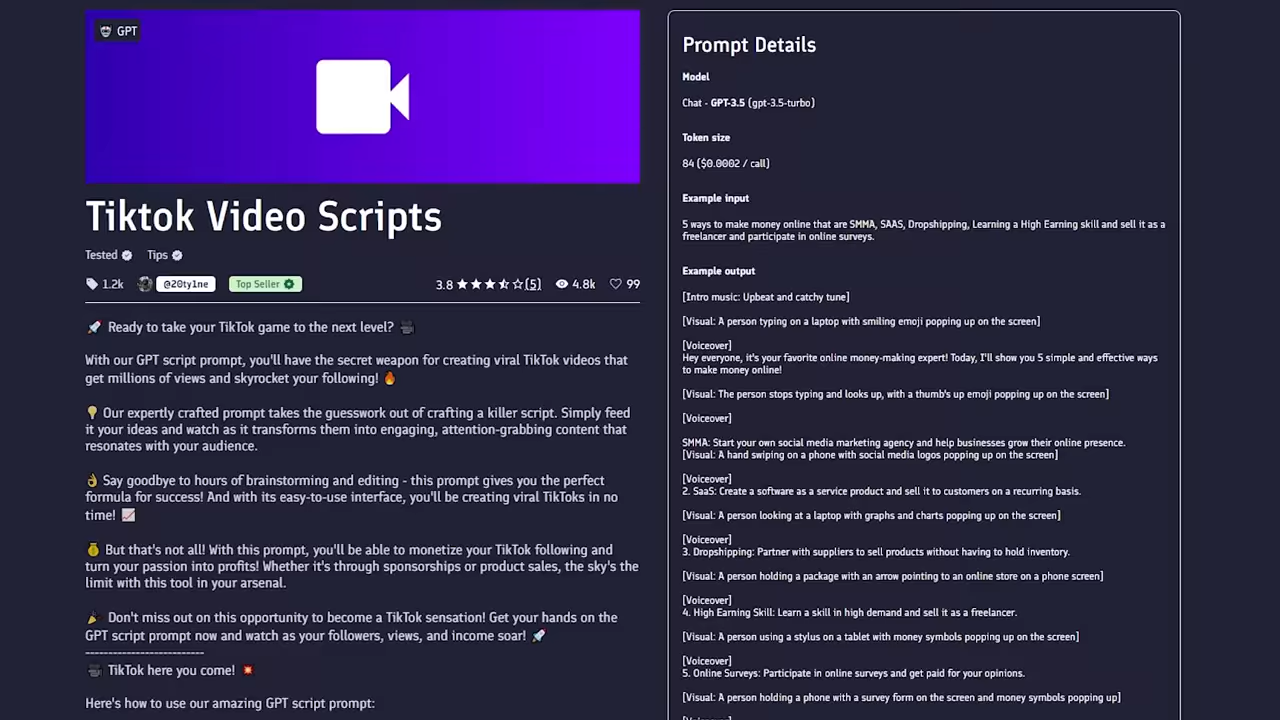 GPT
Tiktok Video Scripts
Tested Tips
1.2k @20ty1ne Top Seller 3.8 (5) 4.8k 99
🚀 Ready to take your TikTok game to the next level? 🎥
With our GPT script prompt, you'll have the secret weapon for creating viral TikTok videos that
get millions of views and skyrocket your following! 🔥
💡 Our expertly crafted prompt takes the guesswork out of crafting a killer script. Simply feed
it your ideas and watch as it transforms them into engaging, attention-grabbing content that
resonates with your audience.
👌 Say goodbye to hours of brainstorming and editing - this prompt gives you the perfect
formula for success! And with its easy-to-use interface, you'll be creating viral TikToks in no
time! 📈
💰 But that's not all! With this prompt, you'll be able to monetize your TikTok following and
turn your passion into profits! Whether it's through sponsorships or product sales, the sky's the
limit with this tool in your arsenal.
🎉 Don't miss out on this opportunity to become a TikTok sensation! Get your hands on the
GPT script prompt now and watch as your followers, views, and income soar! 🚀
--------------------------
🎥 TikTok here you come! 💥
Here's how to use our amazing GPT script prompt:
Prompt Details
Model
Chat - GPT-3.5 (gpt-3.5-turbo)
Token size
84 ($0.0002 / call)
Example input
5 ways to make money online that are SMMA, SAAS, Dropshipping, Learning a High Earning skill and sell it as a
freelancer and participate in online surveys.
Example output
[Intro music: Upbeat and catchy tune]
[Visual: A person typing on a laptop with smiling emoji popping up on the screen]
[Voiceover]
Hey everyone, it's your favorite online money-making expert! Today, I'll show you 5 simple and effective ways
to make money online!
[Visual: The person stops typing and looks up, with a thumb's up emoji popping up on the screen]
[Voiceover]
SMMA: Start your own social media marketing agency and help businesses grow their online presence.
[Visual: A hand swiping on a phone with social media logos popping up on the screen]
[Voiceover]
2. SaaS: Create a software as a service product and sell it to customers on a recurring basis.
[Visual: A person looking at a laptop with graphs and charts popping up on the screen]
[Voiceover]
3. Dropshipping: Partner with suppliers to sell products without having to hold inventory.
[Visual: A person holding a package with an arrow pointing to an online store on a phone screen]
[Voiceover]
4. High Earning Skill: Learn a skill in high demand and sell it as a freelancer.
[Visual: A person using a stylus on a tablet with money symbols popping up on the screen]
[Voiceover]
5. Online Surveys: Participate in online surveys and get paid for your opinions.
[Visual: A person holding a phone with a survey form on the screen and money symbols popping up]